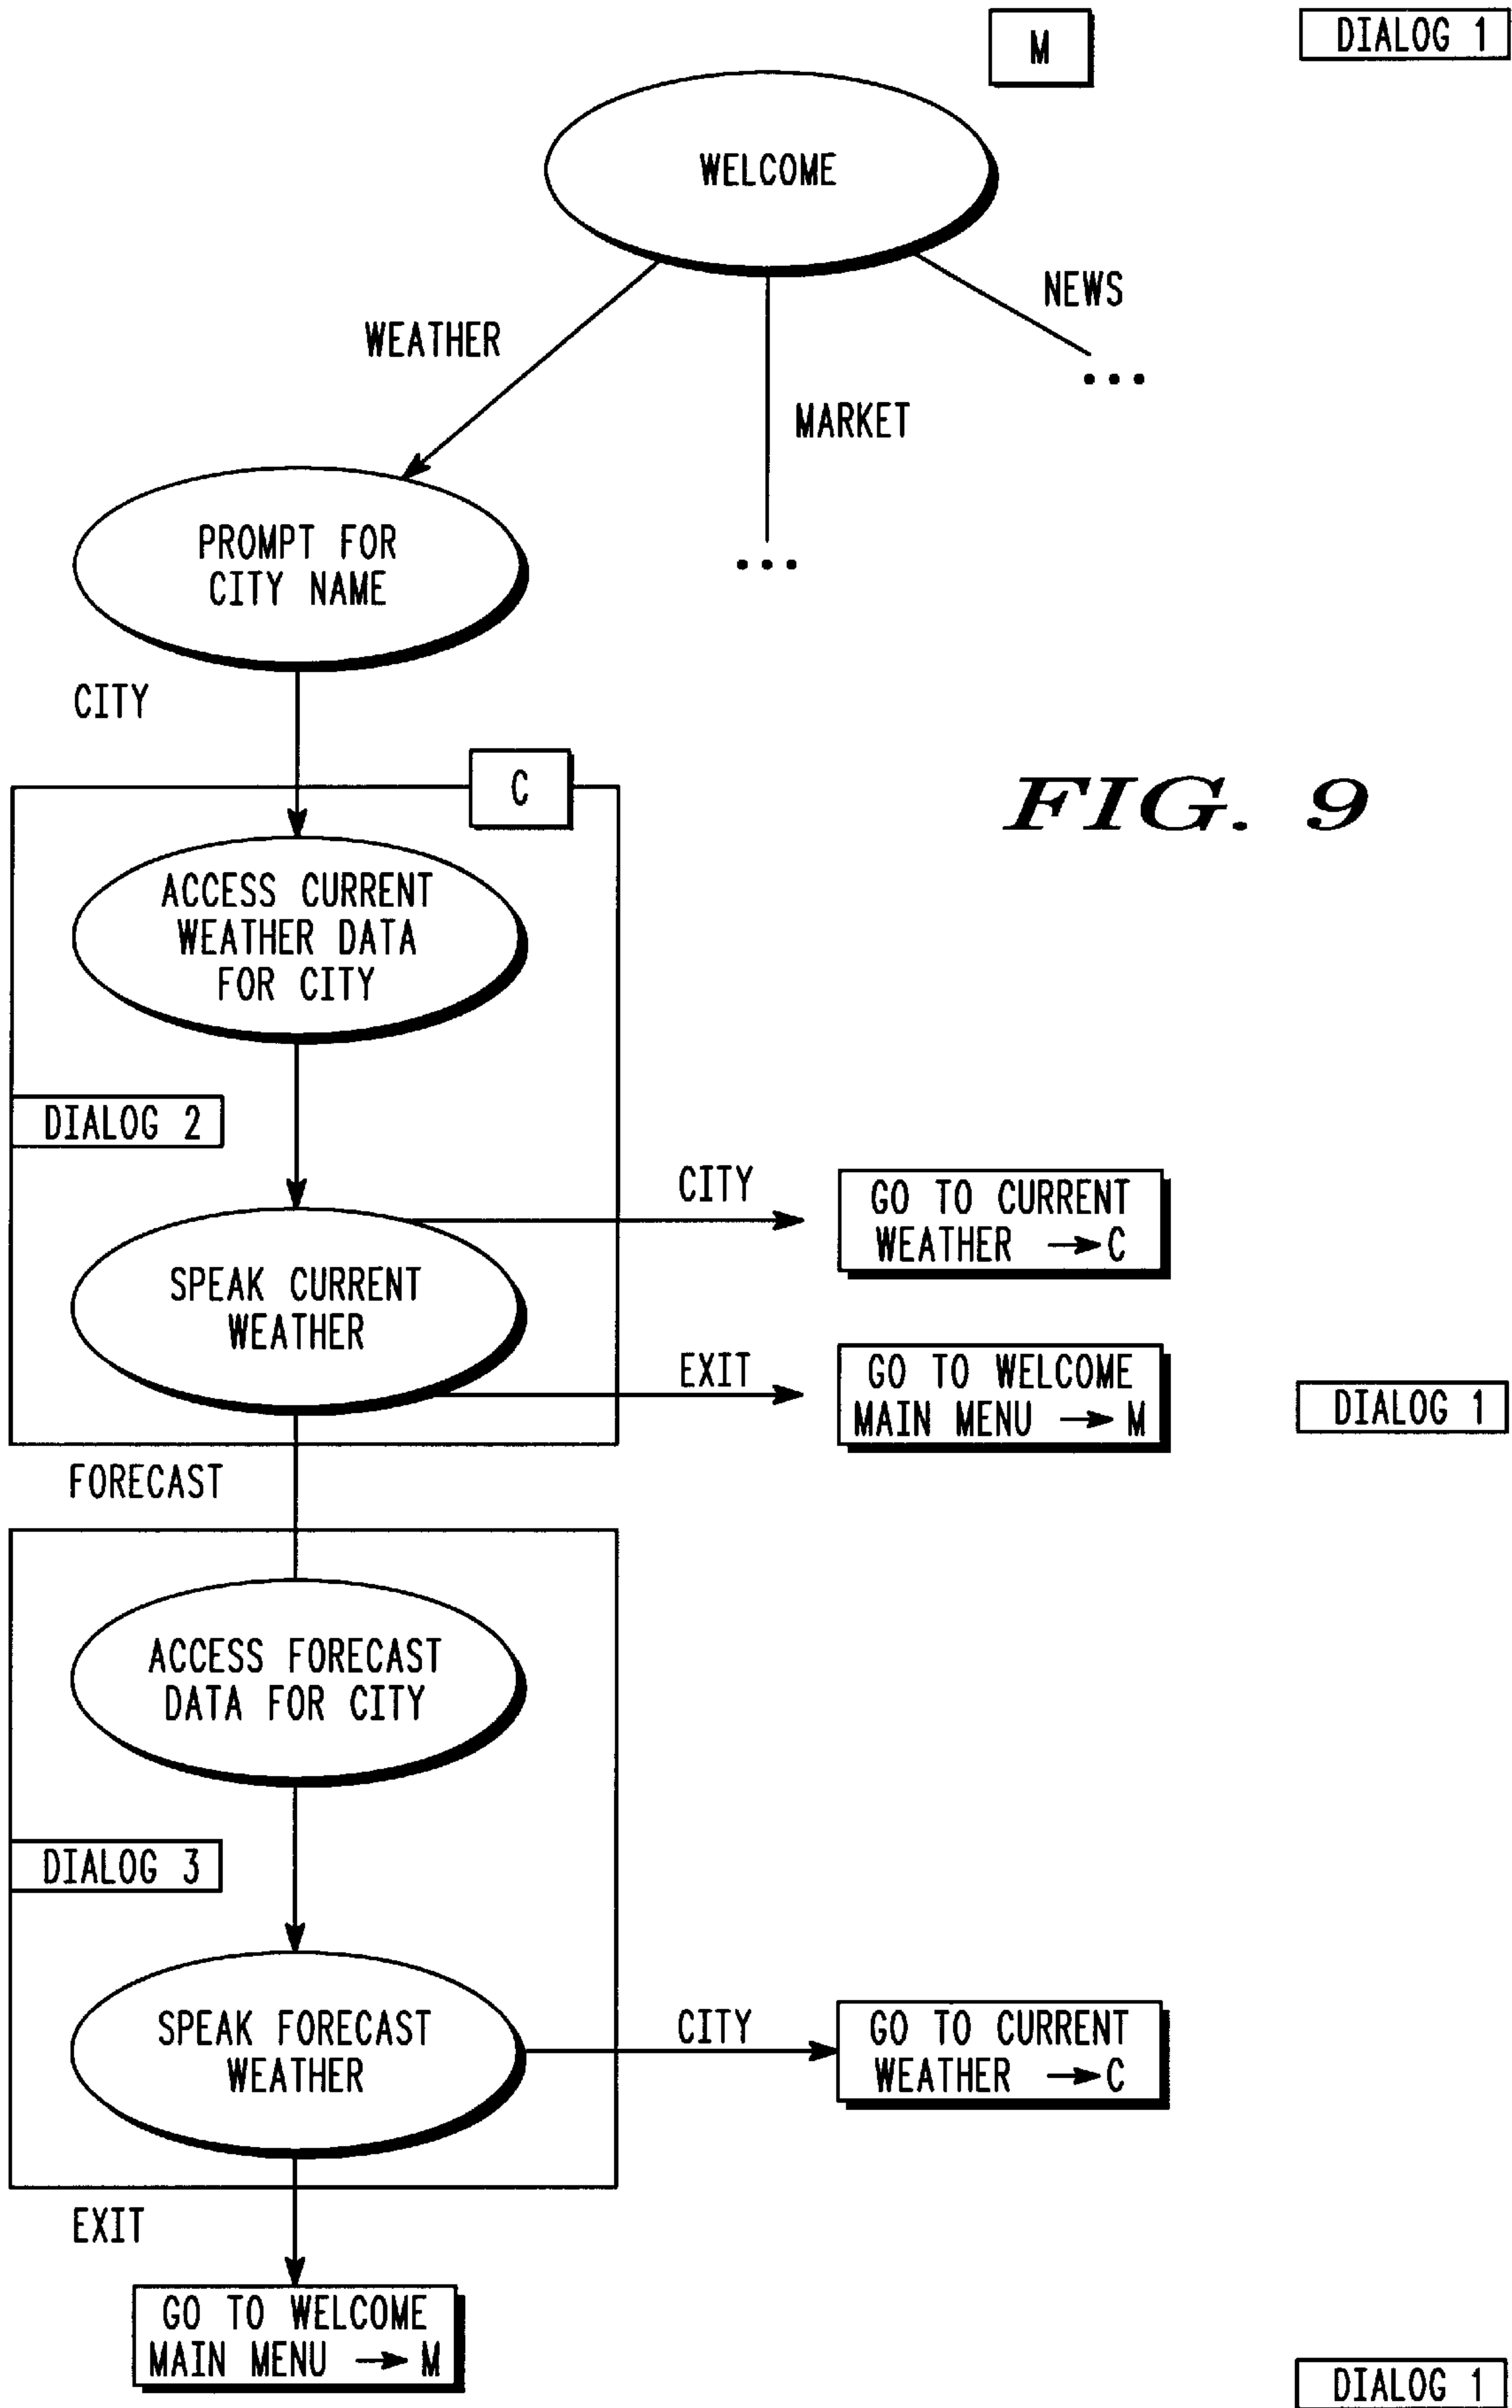 M
DIALOG 1
WELCOME
NEWS
WEATHER
MARKET
...
...
PROMPT FOR
CITY NAME
CITY
C
FIG. 9
ACCESS CURRENT
WEATHER DATA
FOR CITY
DIALOG 2
CITY
GO TO CURRENT
WEATHER → C
SPEAK CURRENT
WEATHER
EXIT
GO TO WELCOME
MAIN MENU → M
DIALOG 1
FORECAST
ACCESS FORECAST
DATA FOR CITY
DIALOG 3
SPEAK FORECAST
WEATHER
CITY
GO TO CURRENT
WEATHER → C
EXIT
GO TO WELCOME
MAIN MENU → M
DIALOG 1